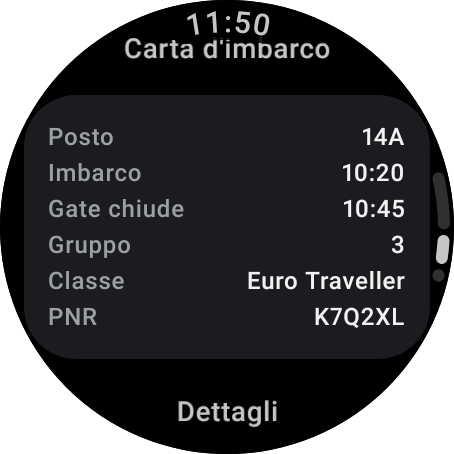 11:50
Carta d'imbarco
Posto 14A
Imbarco 10:20
Gate chiude 10:45
Gruppo 3
Classe Euro Traveller
PNR K7Q2XL
Dettagli